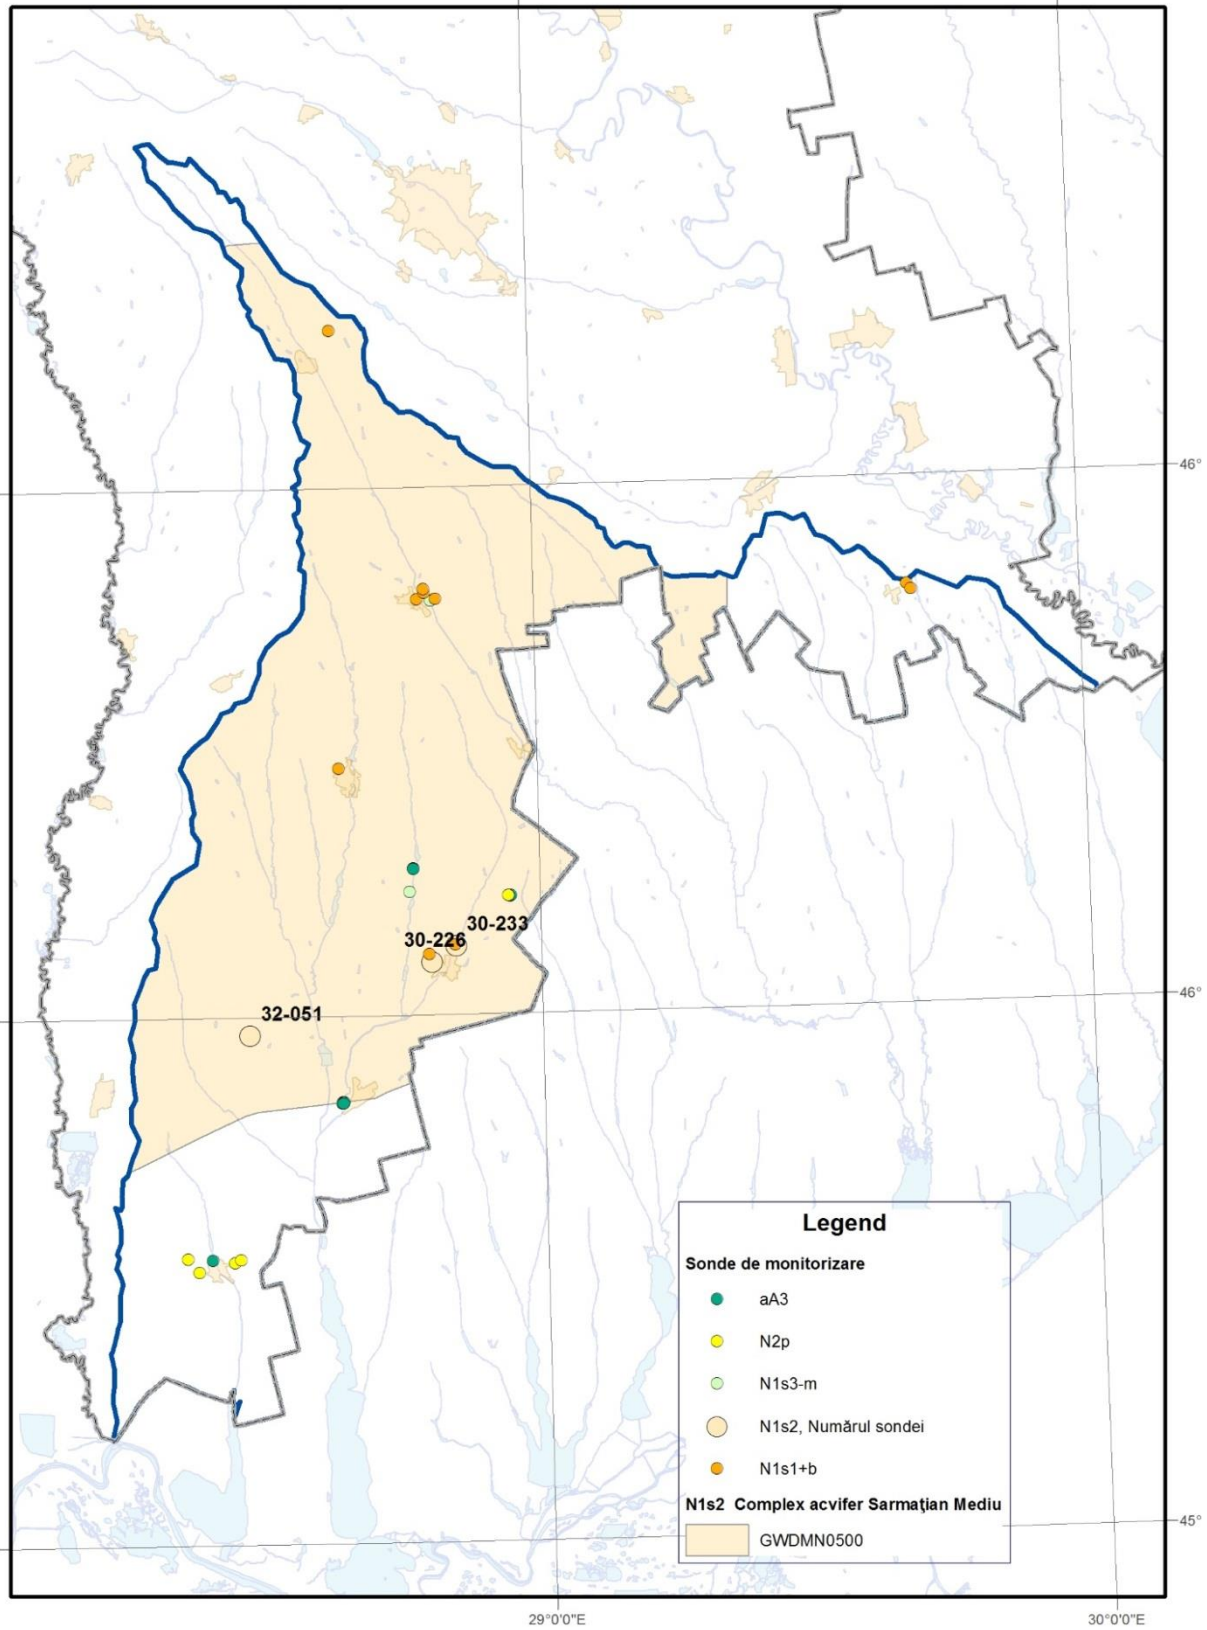 46°
30-233
30-226
46°
32-051
Legend
Sonde de monitorizare
aA3
N2p
N1s3-m
N1s2, Numărul sondei
N1s1+b
N1s2 Complex acvifer Sarmaţian Mediu
GWDMN0500
45°
29°0'0"E
30°0'0"E